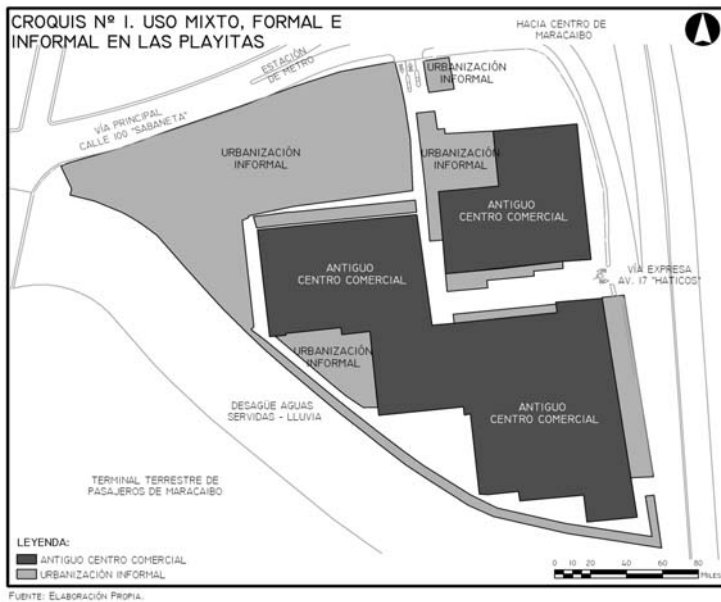 CROQUIS Nº I. USO MIXTO, FORMAL E
INFORMAL EN LAS PLAYITAS
HACIA CENTRO DE
MARACAIBO
ESTACIÓN
DE METRO
URBANIZACIÓN
INFORMAL
VÍA PRINCIPAL
CALLE 100 "SABANETA"
URBANIZACIÓN
INFORMAL
URBANIZACIÓN
INFORMAL
ANTIGUO
CENTRO COMERCIAL
ANTIGUO
CENTRO COMERCIAL
VÍA EXPRESA
AV. 17 "HATICOS"
URBANIZACIÓN
INFORMAL
ANTIGUO
CENTRO COMERCIAL
DESAGÜE AGUAS
SERVIDAS - LLUVIA
TERMINAL TERRESTRE DE
PASAJEROS DE MARACAIBO
LEYENDA:
ANTIGUO CENTRO COMERCIAL
URBANIZACIÓN INFORMAL
0 10 20 40 60 80
MILES
FUENTE: ELABORACIÓN PROPIA.